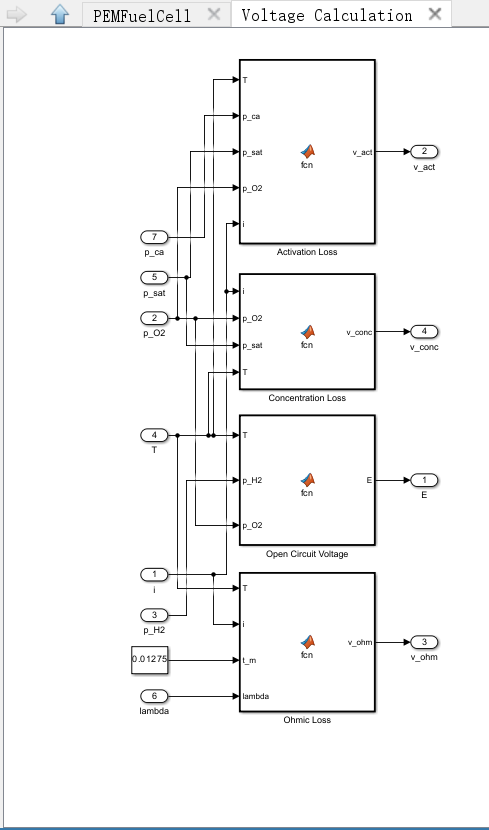 PEMFuelCell
Voltage Calculation
T
p_ca
p_sat
p_O2
i
fcn
v_act
Activation Loss
2
v_act
7
p_ca
5
p_sat
2
p_O2
i
p_O2
p_sat
T
fcn
v_conc
Concentration Loss
4
v_conc
4
T
T
p_H2
p_O2
fcn
E
Open Circuit Voltage
1
E
1
i
3
p_H2
0.01275
6
lambda
T
i
t_m
lambda
fcn
v_ohm
Ohmic Loss
3
v_ohm